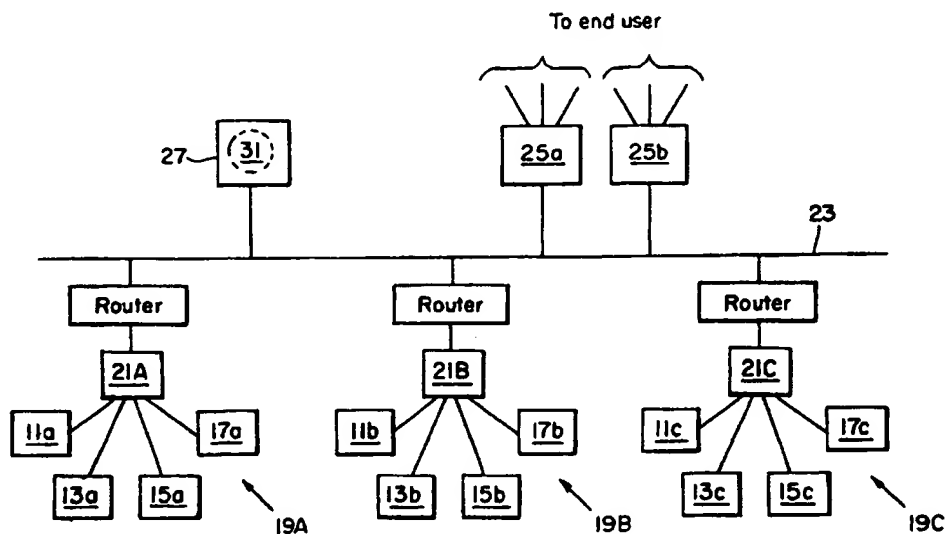 To end user
27
31
25a
25b
23
Router
Router
Router
21A
21B
21C
11a
17a
11b
17b
11c
17c
13a
15a
13b
15b
13c
15c
19A
19B
19C